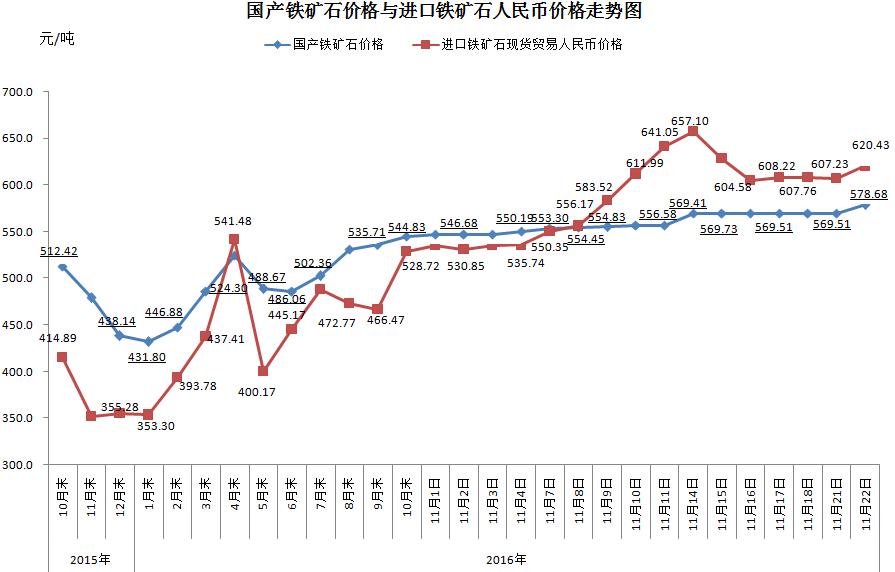 国产铁矿石价格与进口铁矿石人民币价格走势图
元/吨
国产铁矿石价格 进口铁矿石现货贸易人民币价格
700.0
650.0
600.0
550.0
500.0
450.0
400.0
350.0
300.0
512.42
438.14
431.80
446.88
524.30
488.67
486.06
502.36
535.71
544.83
546.68
550.19
553.30
554.45
554.83
556.58
569.41
569.73
569.51
569.51
578.68
414.89
355.28
353.30
393.78
437.41
541.48
400.17
445.17
472.77
466.47
528.72
530.85
535.74
550.35
556.17
583.52
611.99
641.05
657.10
604.58
608.22
607.76
607.23
620.43
10月末
11月末
12月末
1月末
2月末
3月末
4月末
5月末
6月末
7月末
8月末
9月末
10月末
11月1日
11月2日
11月3日
11月4日
11月7日
11月8日
11月9日
11月10日
11月11日
11月14日
11月15日
11月16日
11月17日
11月18日
11月21日
11月22日
2015年 2016年